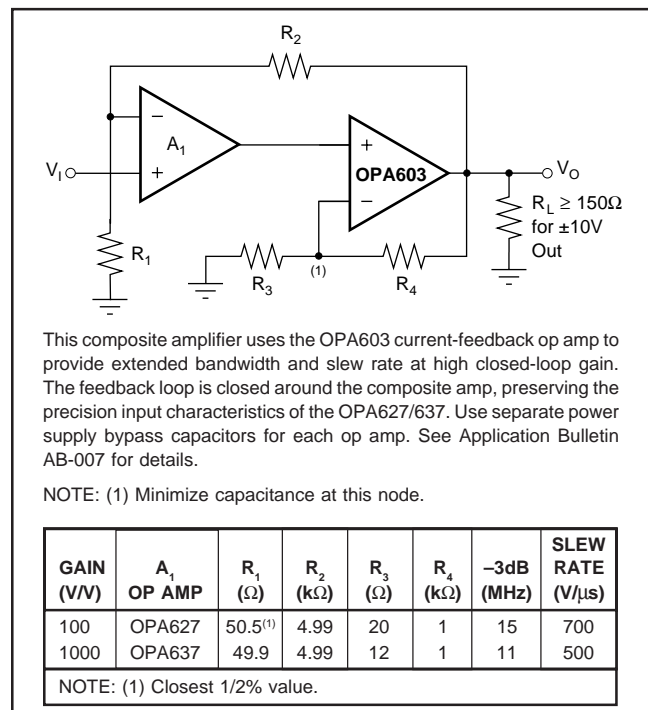 R2
A1
VI
OPA603
VO
RL ≥ 150Ω
for ±10V
Out
R1
R3
(1)
R4
This composite amplifier uses the OPA603 current-feedback op amp to
provide extended bandwidth and slew rate at high closed-loop gain.
The feedback loop is closed around the composite amp, preserving the
precision input characteristics of the OPA627/637. Use separate power
supply bypass capacitors for each op amp. See Application Bulletin
AB-007 for details.
NOTE: (1) Minimize capacitance at this node.
GAIN (V/V) A1 OP AMP R1 (Ω) R2 (kΩ) R3 (Ω) R4 (kΩ) –3dB (MHz) SLEW RATE (V/µs)
100 OPA627 50.5(1) 4.99 20 1 15 700
1000 OPA637 49.9 4.99 12 1 11 500
NOTE: (1) Closest 1/2% value.